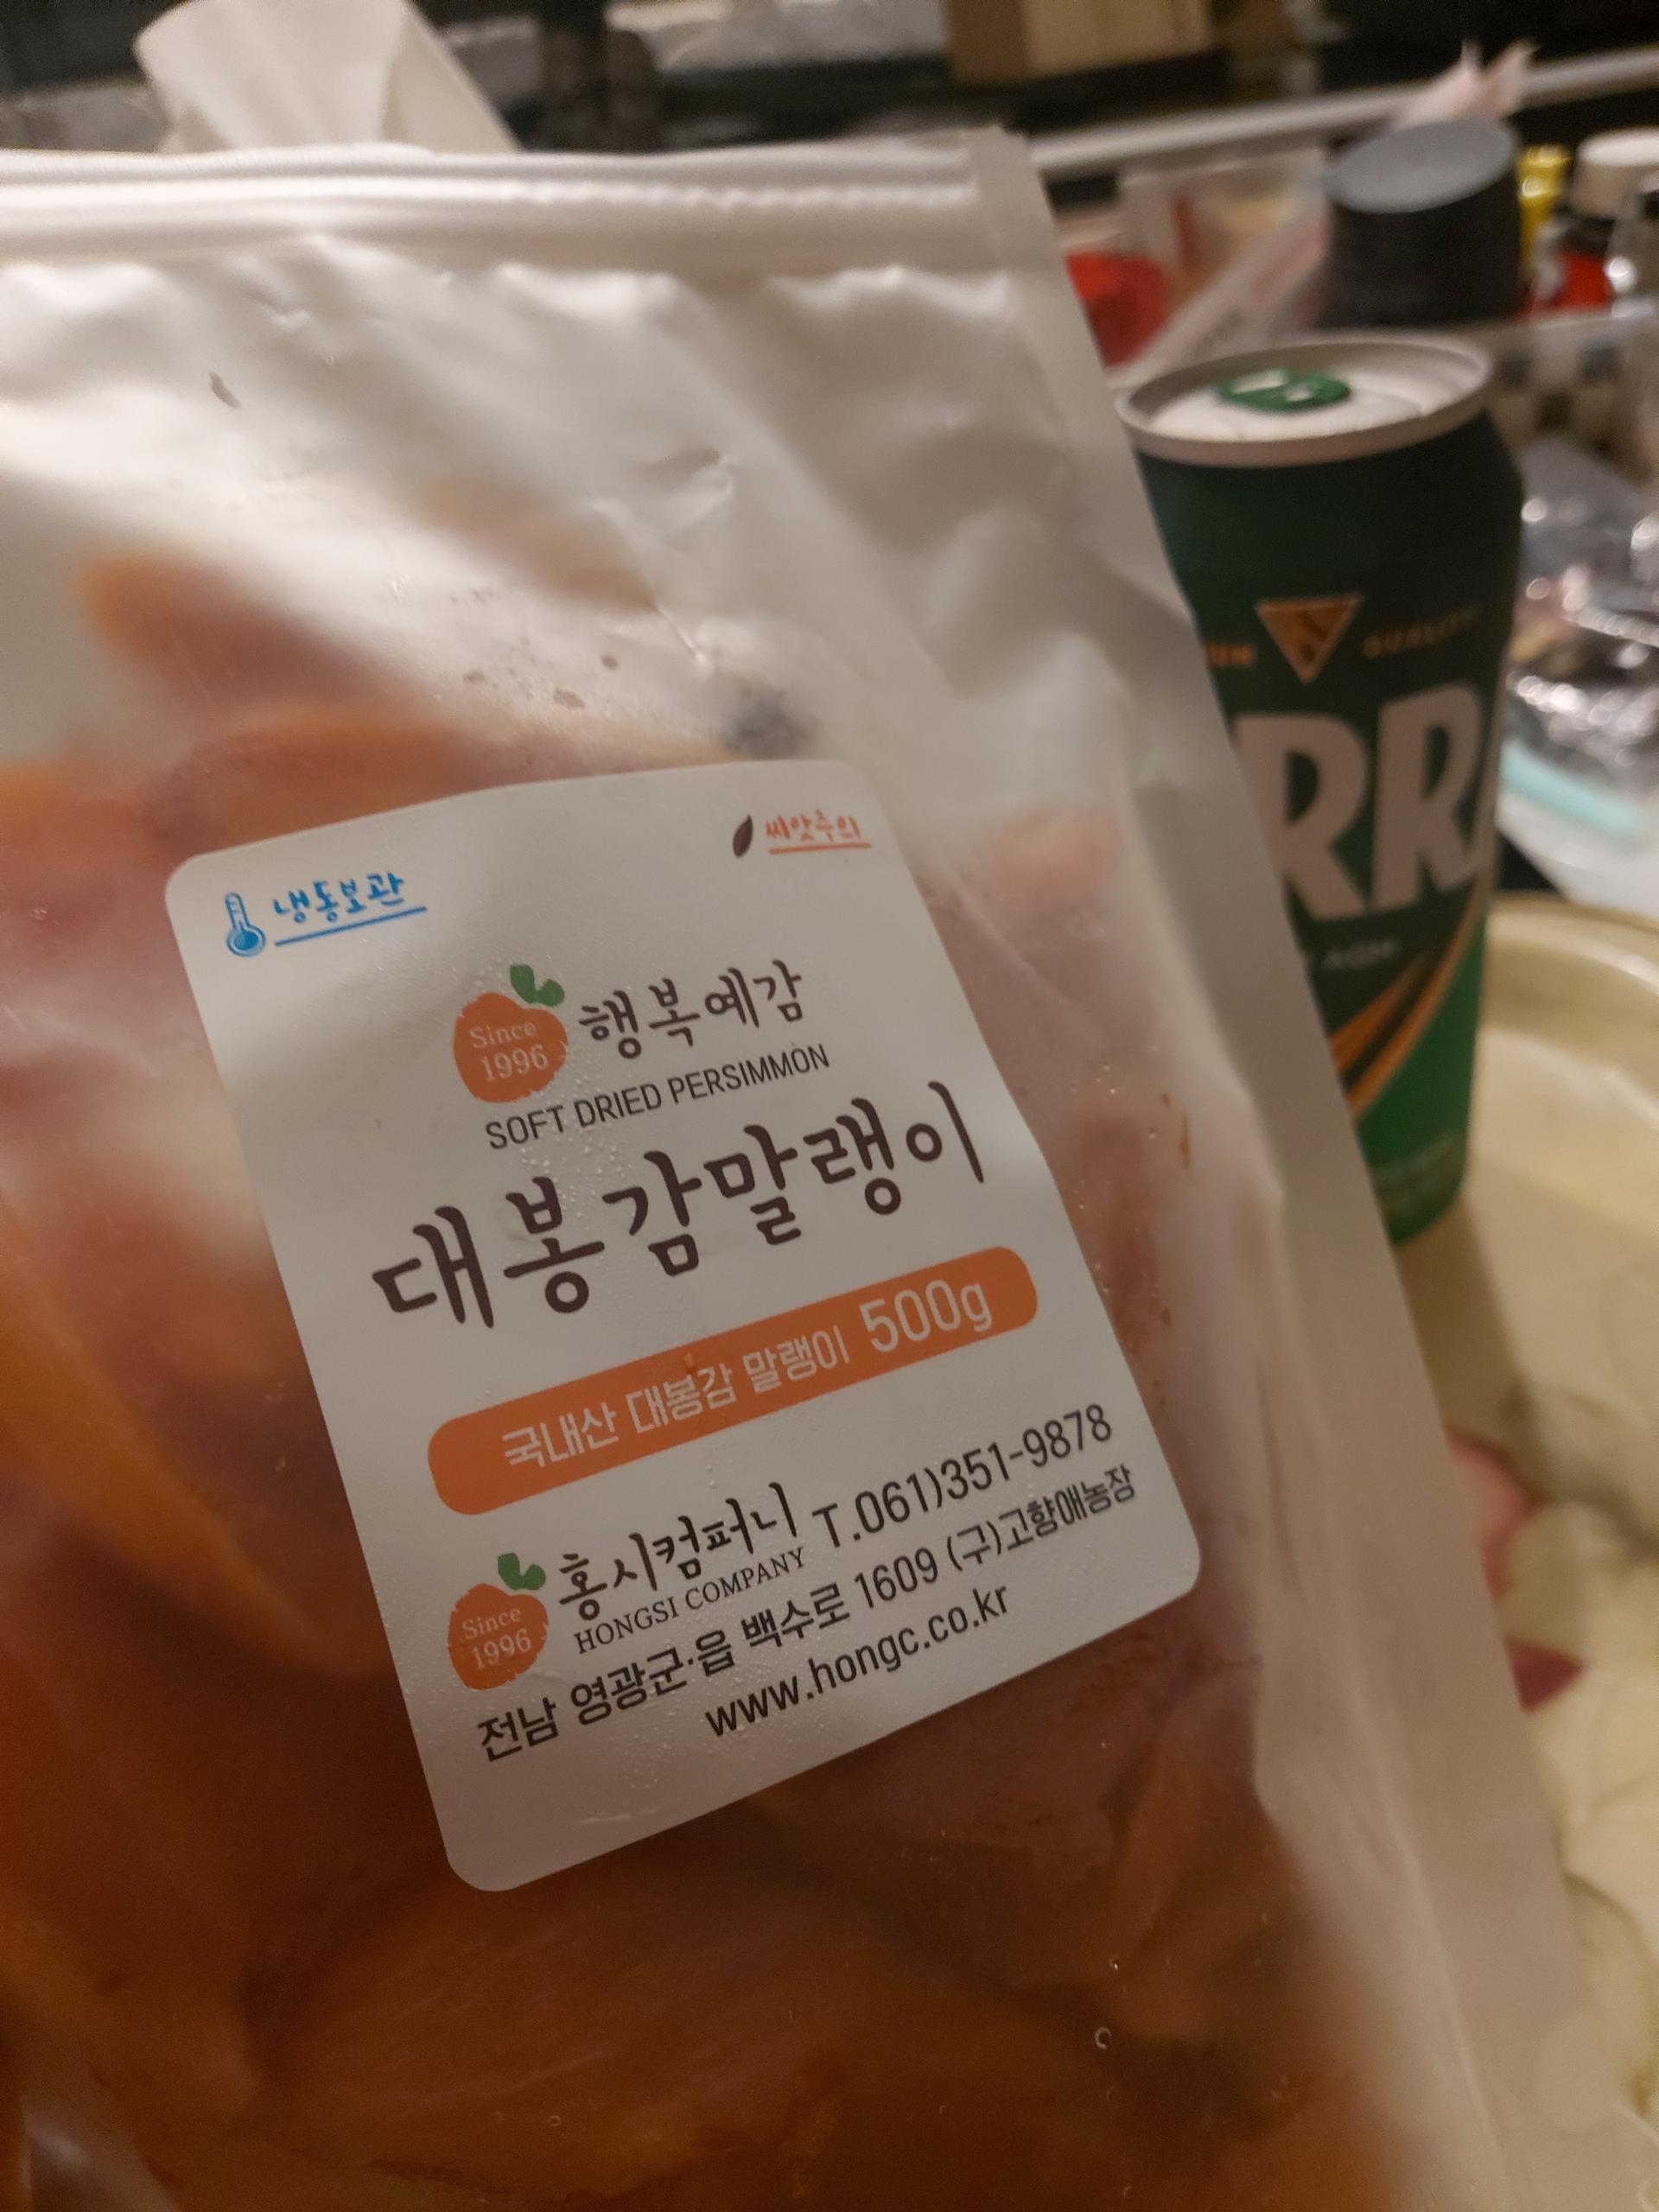 냉동보관
씨앗주의
Since
1996
행복예감
SOFT DRIED PERSIMMON
대봉감말랭이
국내산 대봉감 말랭이 500g
Since
1996
홍시컴퍼니 T.061)351-9878
HONGSI COMPANY
전남 영광군·읍 백수로 1609 (구)고향애농장
www.hongc.co.kr
QUALITY
RRA